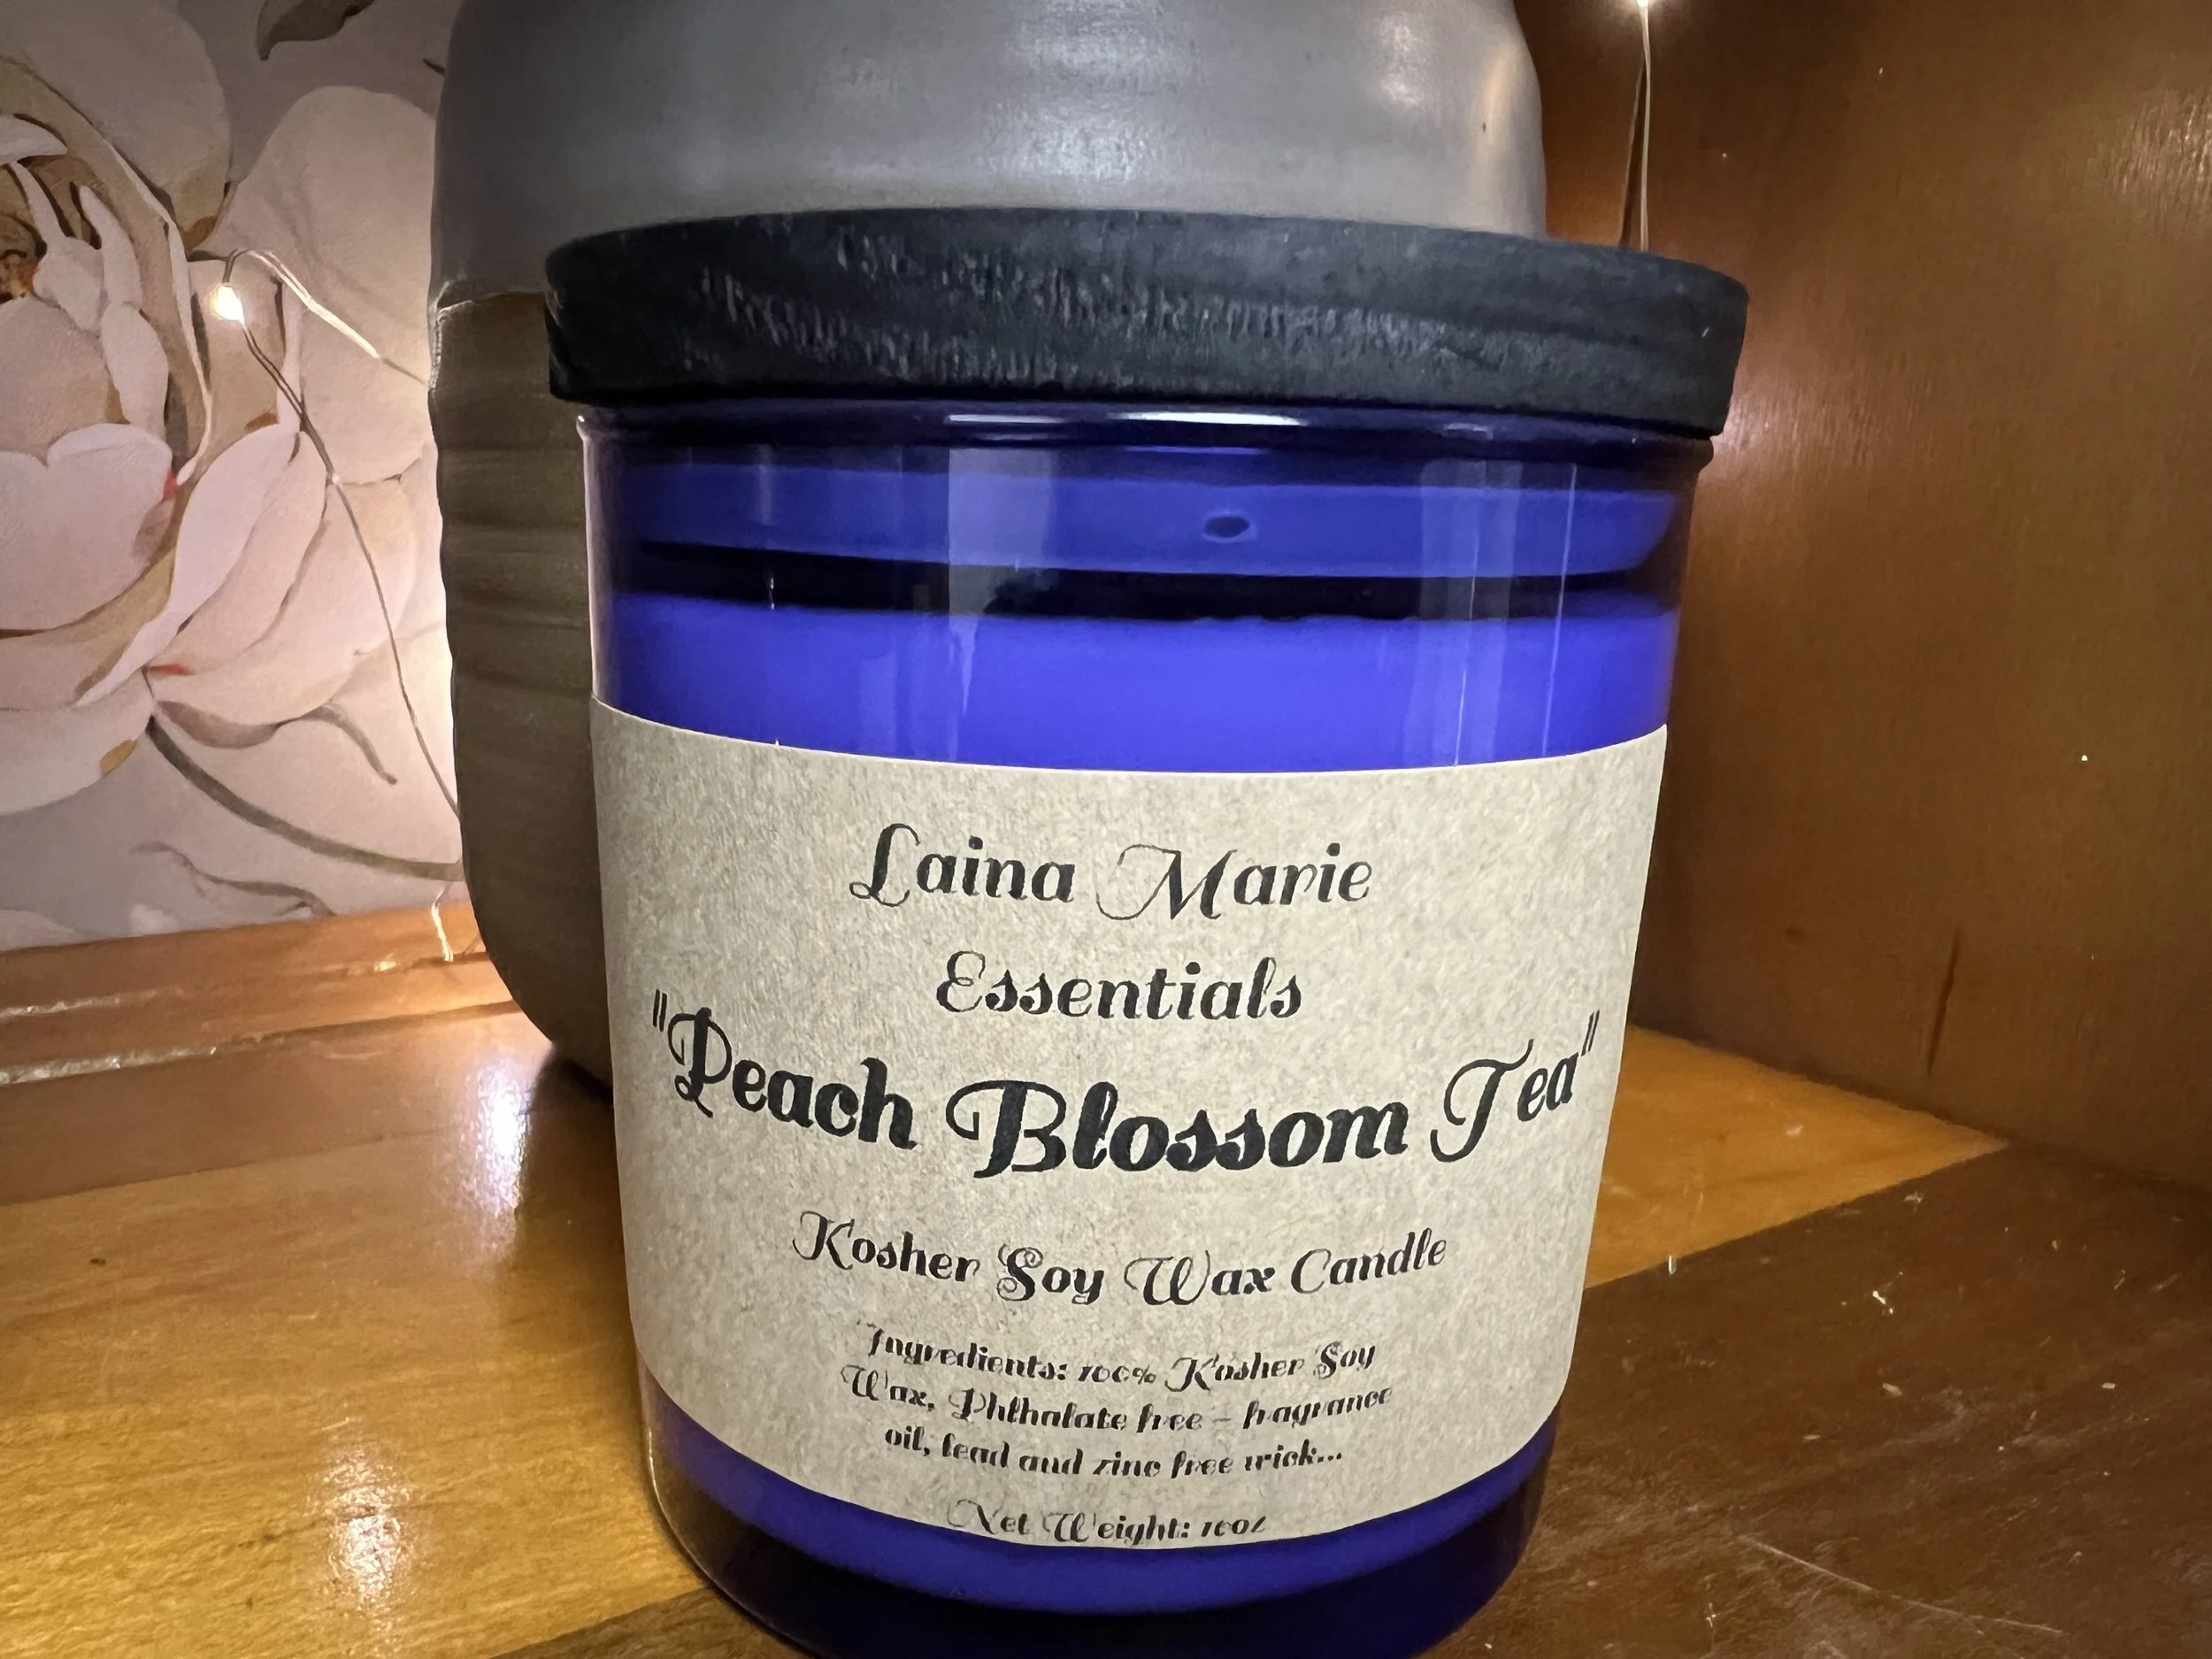 Laina Marie
Essentials
"Peach Blossom Tea"
Kosher Soy Wax Candle
Ingredients: 100% Kosher Soy
Wax, Phthalate free - fragrance
oil, lead and zinc free wick...
Net Weight: